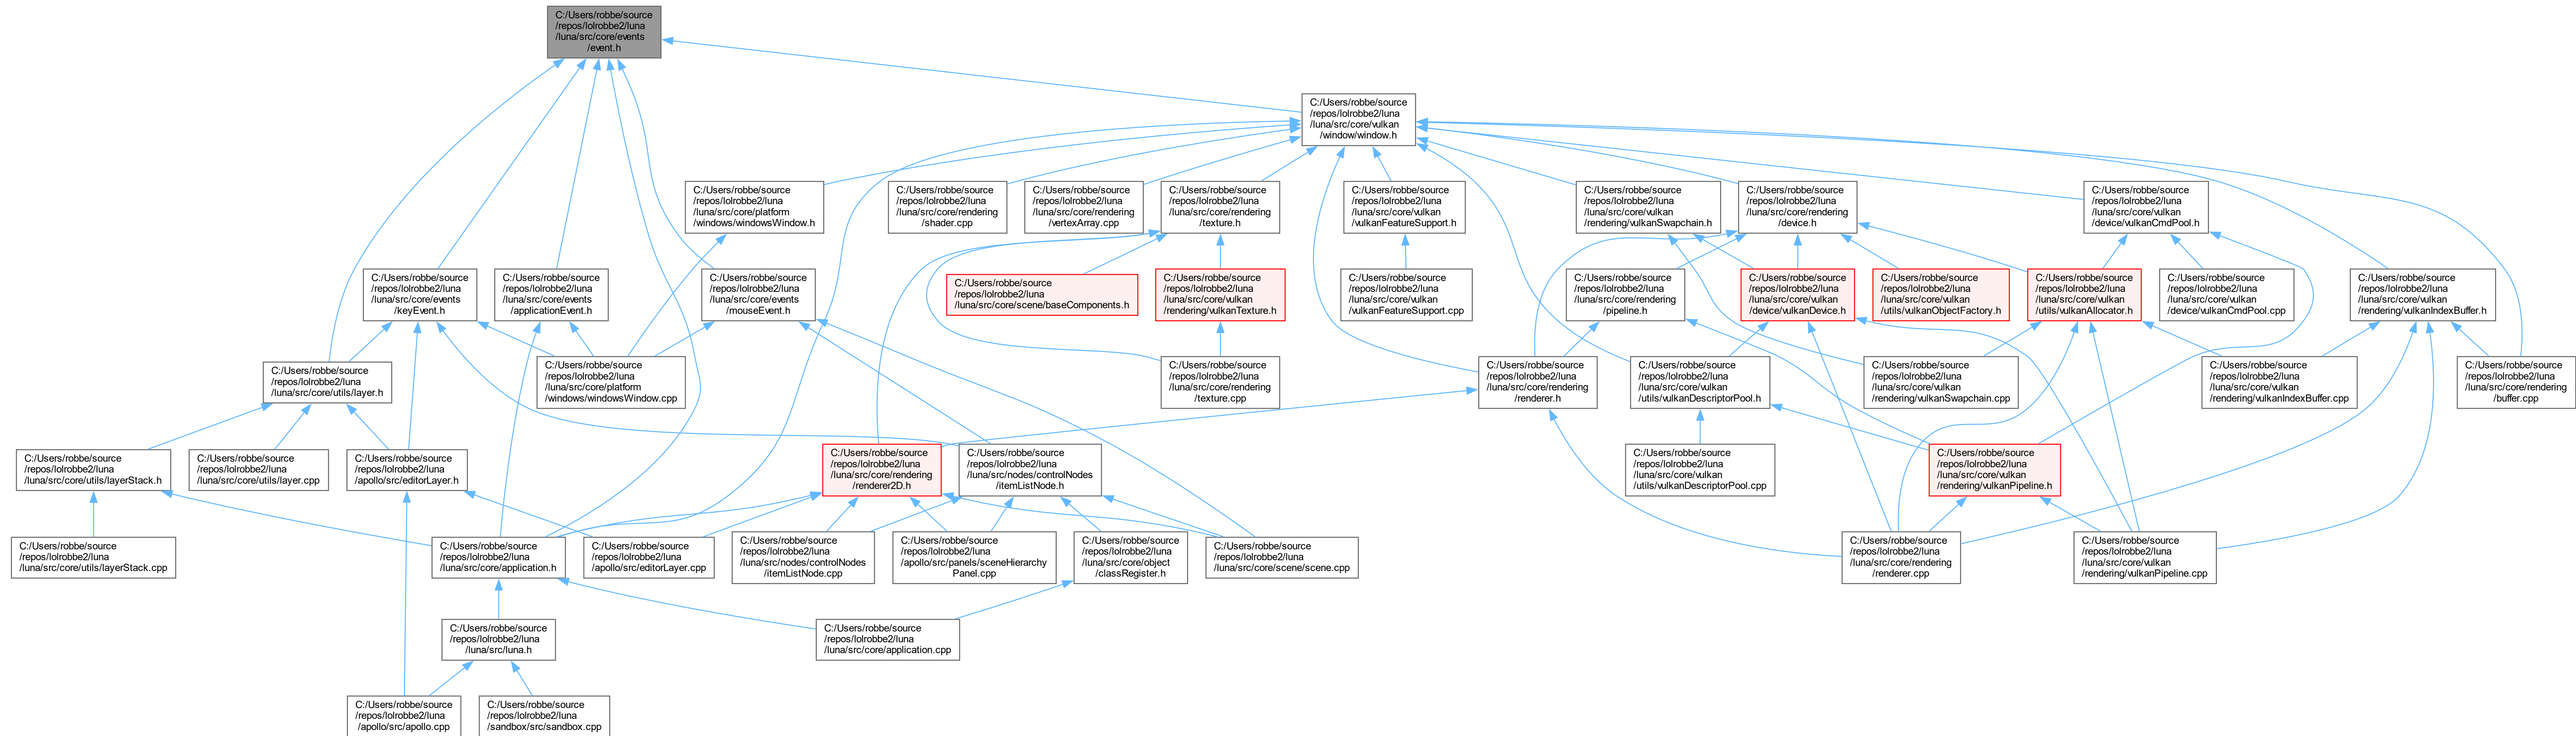 C:/Users/robbe/source
/repos/lolrobbe2/luna
/luna/src/core/events
/event.h
C:/Users/robbe/source
/repos/lolrobbe2/luna
/luna/src/core/vulkan
/window/window.h
C:/Users/robbe/source
/repos/lolrobbe2/luna
/luna/src/core/platform
/windows/windowsWindow.h
C:/Users/robbe/source
/repos/lolrobbe2/luna
/luna/src/core/rendering
/shader.cpp
C:/Users/robbe/source
/repos/lolrobbe2/luna
/luna/src/core/rendering
/vertexArray.cpp
C:/Users/robbe/source
/repos/lolrobbe2/luna
/luna/src/core/rendering
/texture.h
C:/Users/robbe/source
/repos/lolrobbe2/luna
/luna/src/core/vulkan
/vulkanFeatureSupport.h
C:/Users/robbe/source
/repos/lolrobbe2/luna
/luna/src/core/vulkan
rendering/vulkanSwapchain.h
C:/Users/robbe/source
/repos/lolrobbe2/luna
/luna/src/core/rendering
/device.h
C:/Users/robbe/source
/repos/lolrobbe2/luna
/luna/src/core/vulkan
/device/vulkanCmdPool.h
C:/Users/robbe/source
/repos/lolrobbe2/luna
/luna/src/core/events
/keyEvent.h
C:/Users/robbe/source
/repos/lolrobbe2/luna
/luna/src/core/events
/applicationEvent.h
C:/Users/robbe/source
/repos/lolrobbe2/luna
/luna/src/core/events
/mouseEvent.h
C:/Users/robbe/source
/repos/lolrobbe2/luna
/luna/src/core/scene/baseComponents.h
C:/Users/robbe/source
/repos/lolrobbe2/luna
/luna/src/core/vulkan
rendering/vulkanTexture.h
C:/Users/robbe/source
/repos/lolrobbe2/luna
/luna/src/core/vulkan
/vulkanFeatureSupport.cpp
C:/Users/robbe/source
/repos/lolrobbe2/luna
/luna/src/core/rendering
/pipeline.h
C:/Users/robbe/source
/repos/lolrobbe2/luna
/luna/src/core/vulkan
/device/vulkanDevice.h
C:/Users/robbe/source
/repos/lolrobbe2/luna
/luna/src/core/vulkan
/utils/vulkanObjectFactory.h
C:/Users/robbe/source
/repos/lolrobbe2/luna
/luna/src/core/vulkan
/utils/vulkanAllocator.h
C:/Users/robbe/source
/repos/lolrobbe2/luna
/luna/src/core/vulkan
/device/vulkanCmdPool.cpp
C:/Users/robbe/source
/repos/lolrobbe2/luna
/luna/src/core/vulkan
/rendering/vulkanIndexBuffer.h
C:/Users/robbe/source
/repos/lolrobbe2/luna
/luna/src/core/utils/layer.h
C:/Users/robbe/source
/repos/lolrobbe2/luna
/luna/src/core/platform
/windows/windowsWindow.cpp
C:/Users/robbe/source
/repos/lolrobbe2/luna
/luna/src/core/rendering
/texture.cpp
C:/Users/robbe/source
/repos/lolrobbe2/luna
/luna/src/core/rendering
/renderer.h
C:/Users/robbe/source
/repos/lolrobbe2/luna
/luna/src/core/vulkan
/utils/vulkanDescriptorPool.h
C:/Users/robbe/source
/repos/lolrobbe2/luna
/luna/src/core/vulkan
rendering/vulkanSwapchain.cpp
C:/Users/robbe/source
/repos/lolrobbe2/luna
/luna/src/core/vulkan
/rendering/vulkanIndexBuffer.cpp
C:/Users/robbe/source
/repos/lolrobbe2/luna
/luna/src/core/rendering
/buffer.cpp
C:/Users/robbe/source
/repos/lolrobbe2/luna
/luna/src/core/utils/layerStack.h
C:/Users/robbe/source
/repos/lolrobbe2/luna
/luna/src/core/utils/layer.cpp
C:/Users/robbe/source
/repos/lolrobbe2/luna
/apollo/src/editorLayer.h
C:/Users/robbe/source
/repos/lolrobbe2/luna
/luna/src/core/rendering
/renderer2D.h
C:/Users/robbe/source
/repos/lolrobbe2/luna
/luna/src/nodes/controlNodes
/itemListNode.h
C:/Users/robbe/source
/repos/lolrobbe2/luna
/luna/src/core/vulkan
/utils/vulkanDescriptorPool.cpp
C:/Users/robbe/source
/repos/lolrobbe2/luna
/luna/src/core/vulkan
/rendering/vulkanPipeline.h
C:/Users/robbe/source
/repos/lolrobbe2/luna
/luna/src/core/utils/layerStack.cpp
C:/Users/robbe/source
/repos/lolrobbe2/luna
/luna/src/core/application.h
C:/Users/robbe/source
/repos/lolrobbe2/luna
/apollo/src/editorLayer.cpp
C:/Users/robbe/source
/repos/lolrobbe2/luna
/luna/src/nodes/controlNodes
/itemListNode.cpp
C:/Users/robbe/source
/repos/lolrobbe2/luna
/apollo/src/panels/sceneHierarchy
Panel.cpp
C:/Users/robbe/source
/repos/lolrobbe2/luna
/luna/src/core/object
/classRegister.h
C:/Users/robbe/source
/repos/lolrobbe2/luna
/luna/src/core/scene/scene.cpp
C:/Users/robbe/source
/repos/lolrobbe2/luna
/luna/src/core/rendering
/renderer.cpp
C:/Users/robbe/source
/repos/lolrobbe2/luna
/luna/src/core/vulkan
/rendering/vulkanPipeline.cpp
C:/Users/robbe/source
/repos/lolrobbe2/luna
/luna/src/luna.h
C:/Users/robbe/source
/repos/lolrobbe2/luna
/luna/src/core/application.cpp
C:/Users/robbe/source
/repos/lolrobbe2/luna
/apollo/src/apollo.cpp
C:/Users/robbe/source
/repos/lolrobbe2/luna
/sandbox/src/sandbox.cpp